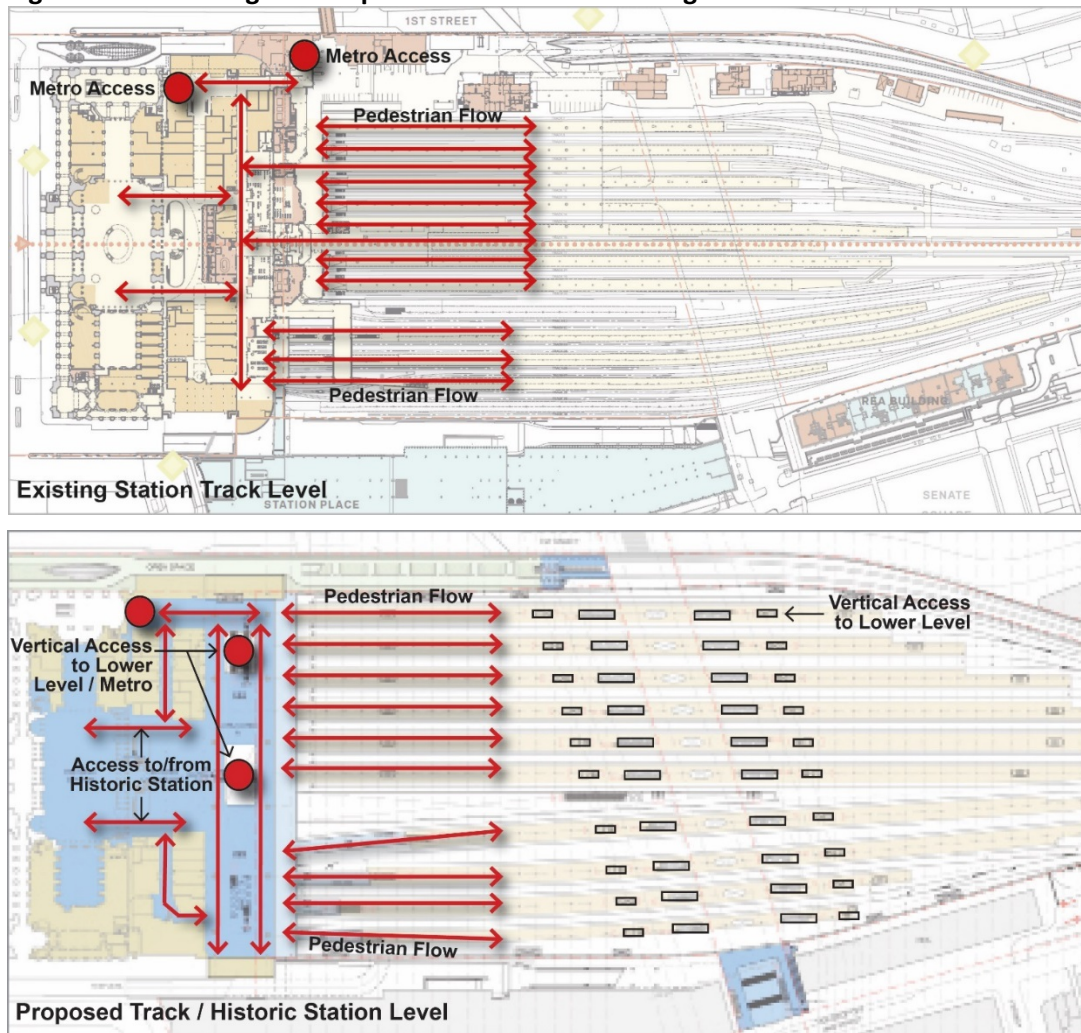 1ST STREET
Metro Access
Metro Access
Pedestrian Flow
Pedestrian Flow
REA BUILDING
Existing Station Track Level
STATION PLACE
SENATE
SQUARE
OPEN SPACE
Pedestrian Flow
Vertical Access
to Lower Level
Vertical Access
to Lower
Level / Metro
Access to/from
Historic Station
Pedestrian Flow
Proposed Track / Historic Station Level